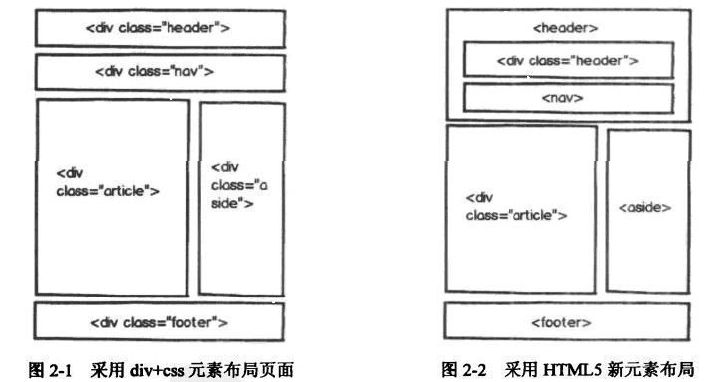 <div class="header">
<div class="nav">
<div
class="article">
<div
class="a
side">
<div class="footer">
图 2-1 采用 div+css 元素布局页面
<header>
<div class="header">
<nav>
<div
class="article">
<aside>
<footer>
图 2-2 采用 HTML5 新元素布局